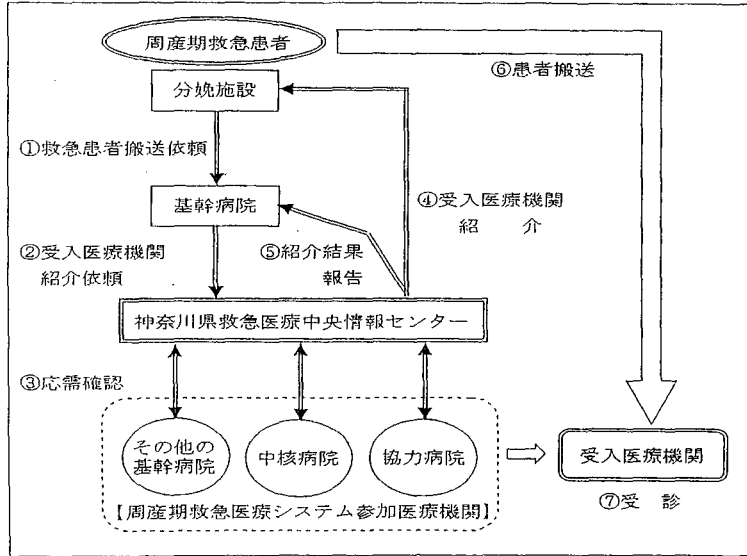 周産期救急患者
⑥患者搬送
分娩施設
①救急患者搬送依頼
④受入医療機関
紹　介
基幹病院
②受入医療機関
紹介依頼
⑤紹介結果
報告
神奈川県救急医療中央情報センター
③応需確認
その他の
基幹病院
中核病院
協力病院
受入医療機関
⑦受　診
【周産期救急医療システム参加医療機関】